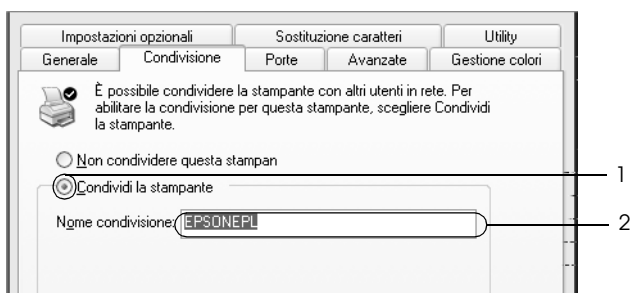 Impostazioni opzionali Sostituzione caratteri Utility
Generale Condivisione Porte Avanzate Gestione colori
È possibile condividere la stampante con altri utenti in rete. Per
abilitare la condivisione per questa stampante, scegliere Condividi
la stampante.
Non condividere questa stampan
1
Condividi la stampante
Nome condivisione: EPSONEPL
2